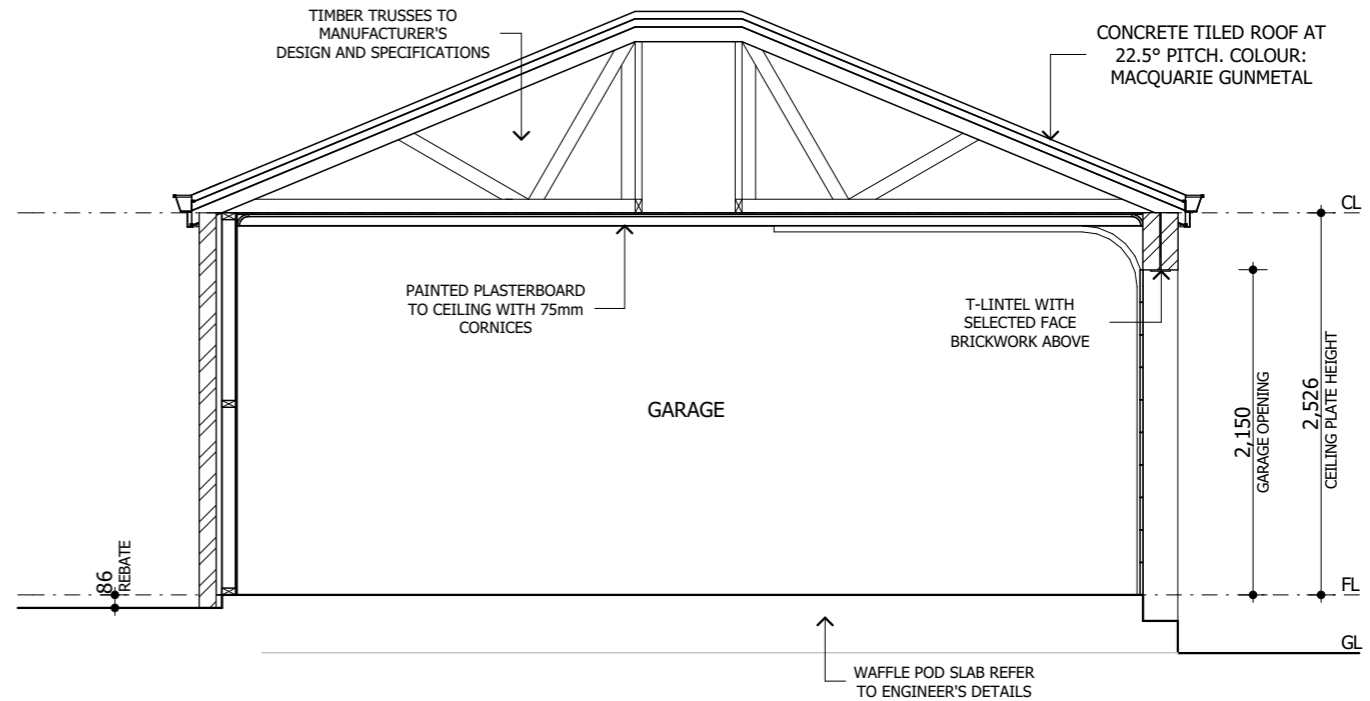 TIMBER TRUSSES TO
MANUFACTURER'S
DESIGN AND SPECIFICATIONS
CONCRETE TILED ROOF AT
22.5° PITCH. COLOUR:
MACQUARIE GUNMETAL
CL
PAINTED PLASTERBOARD
TO CEILING WITH 75mm
CORNICES
T-LINTEL WITH
SELECTED FACE
BRICKWORK ABOVE
GARAGE
2,150
GARAGE OPENING
2,526
CEILING PLATE HEIGHT
86
REBATE
FL
GL
WAFFLE POD SLAB REFER
TO ENGINEER'S DETAILS